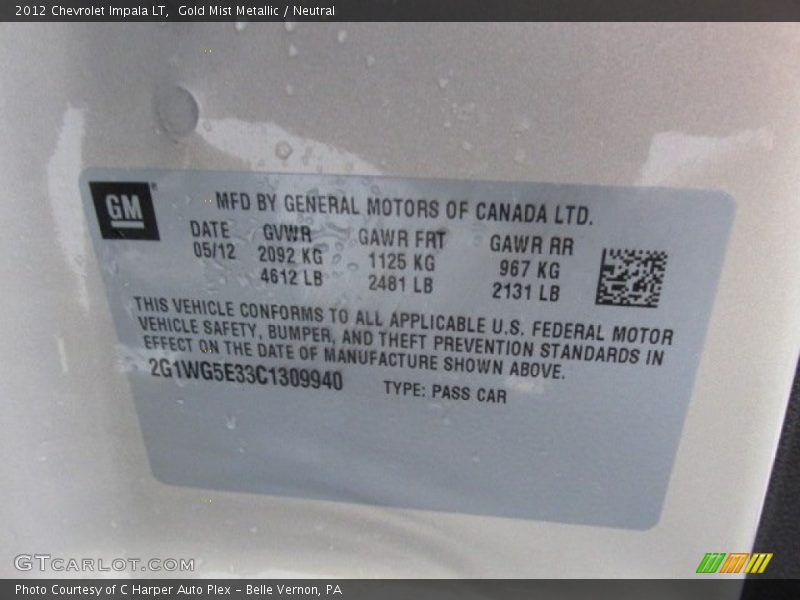 2012 Chevrolet Impala LT, Gold Mist Metallic / Neutral
GM
MFD BY GENERAL MOTORS OF CANADA LTD.
DATE GVWR GAWR FRT GAWR RR
05/12 2092 KG 1125 KG 967 KG
4612 LB 2481 LB 2131 LB
THIS VEHICLE CONFORMS TO ALL APPLICABLE U.S. FEDERAL MOTOR
VEHICLE SAFETY, BUMPER, AND THEFT PREVENTION STANDARDS IN
EFFECT ON THE DATE OF MANUFACTURE SHOWN ABOVE.
2G1WG5E33C1309940 TYPE: PASS CAR
GTCARLOT.COM
Photo Courtesy of C Harper Auto Plex - Belle Vernon, PA